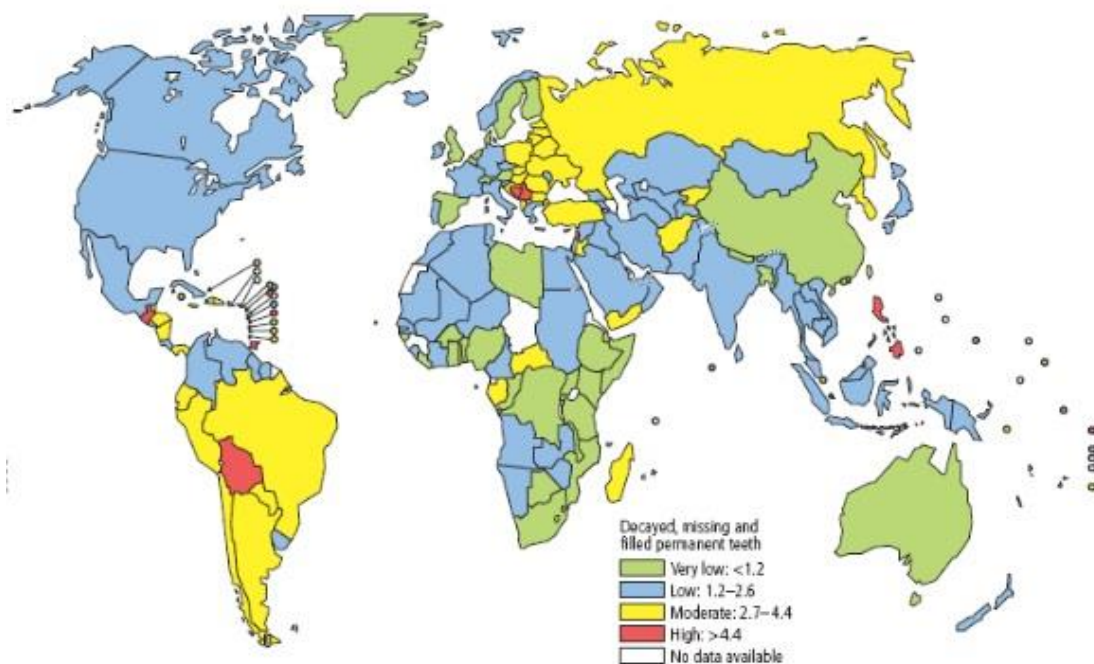 Decayed, missing and
filled permanent teeth
Very low: <1.2
Low: 1.2–2.6
Moderate: 2.7–4.4
High: >4.4
No data available